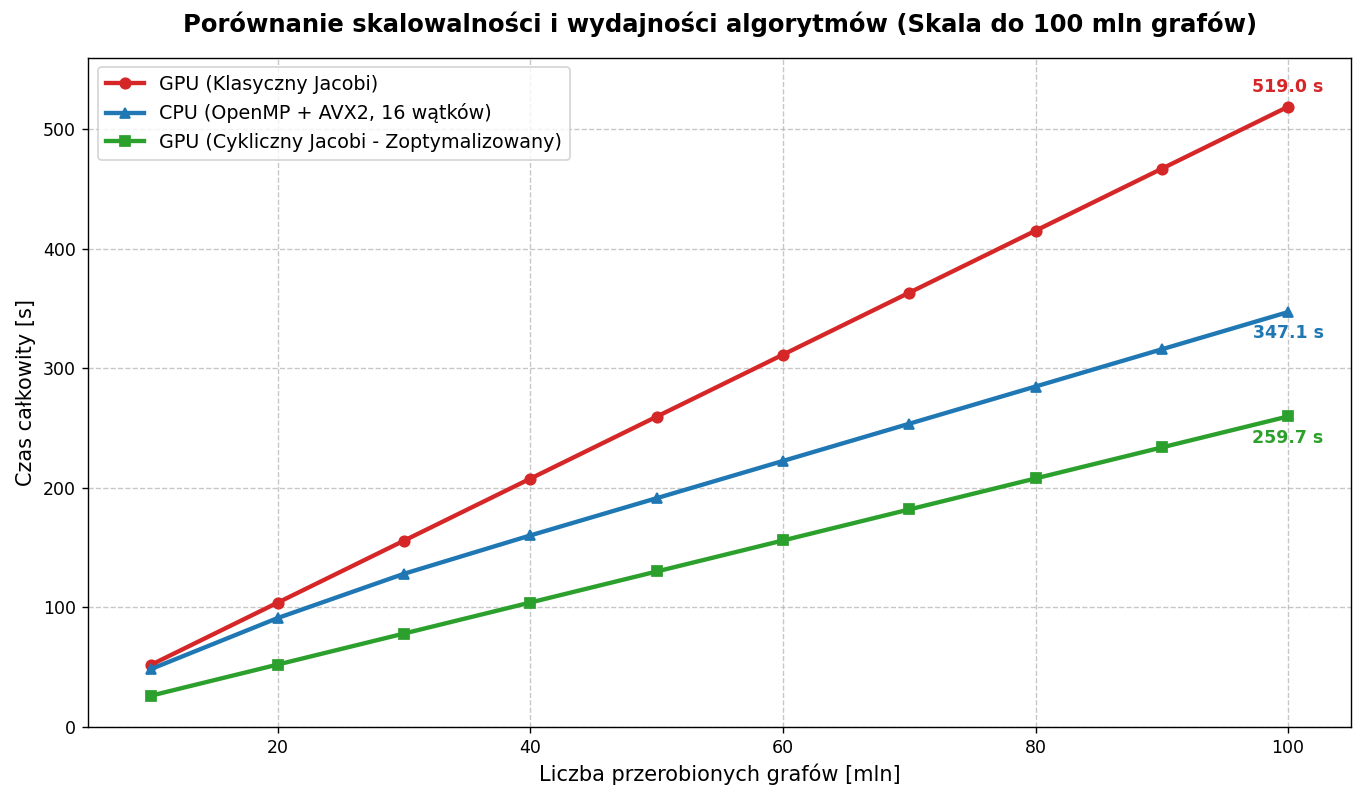 Porównanie skalowalności i wydajności algorytmów (Skala do 100 mln grafów)
GPU (Klasyczny Jacobi)
CPU (OpenMP + AVX2, 16 wątków)
GPU (Cykliczny Jacobi - Zoptymalizowany)
519.0 s
347.1 s
259.7 s
Czas całkowity [s]
500
400
300
200
100
0
20
40
60
80
100
Liczba przerobionych grafów [mln]